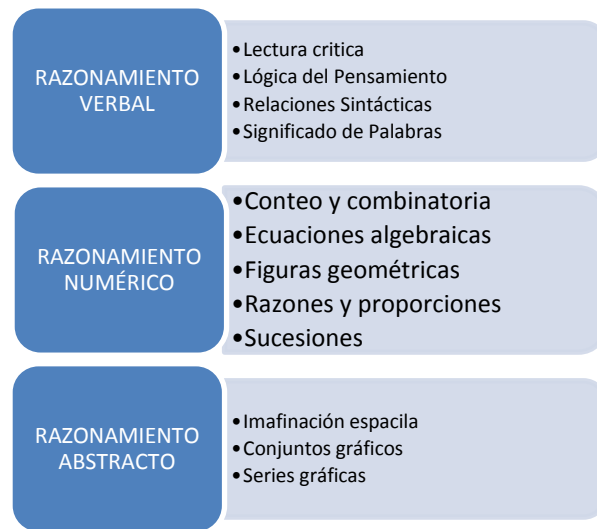 RAZONAMIENTO
VERBAL
•Lectura critica
•Lógica del Pensamiento
•Relaciones Sintácticas
•Significado de Palabras
RAZONAMIENTO
NUMÉRICO
•Conteo y combinatoria
•Ecuaciones algebraicas
•Figuras geométricas
•Razones y proporciones
•Sucesiones
RAZONAMIENTO
ABSTRACTO
•Imafinación espacila
•Conjuntos gráficos
•Series gráficas